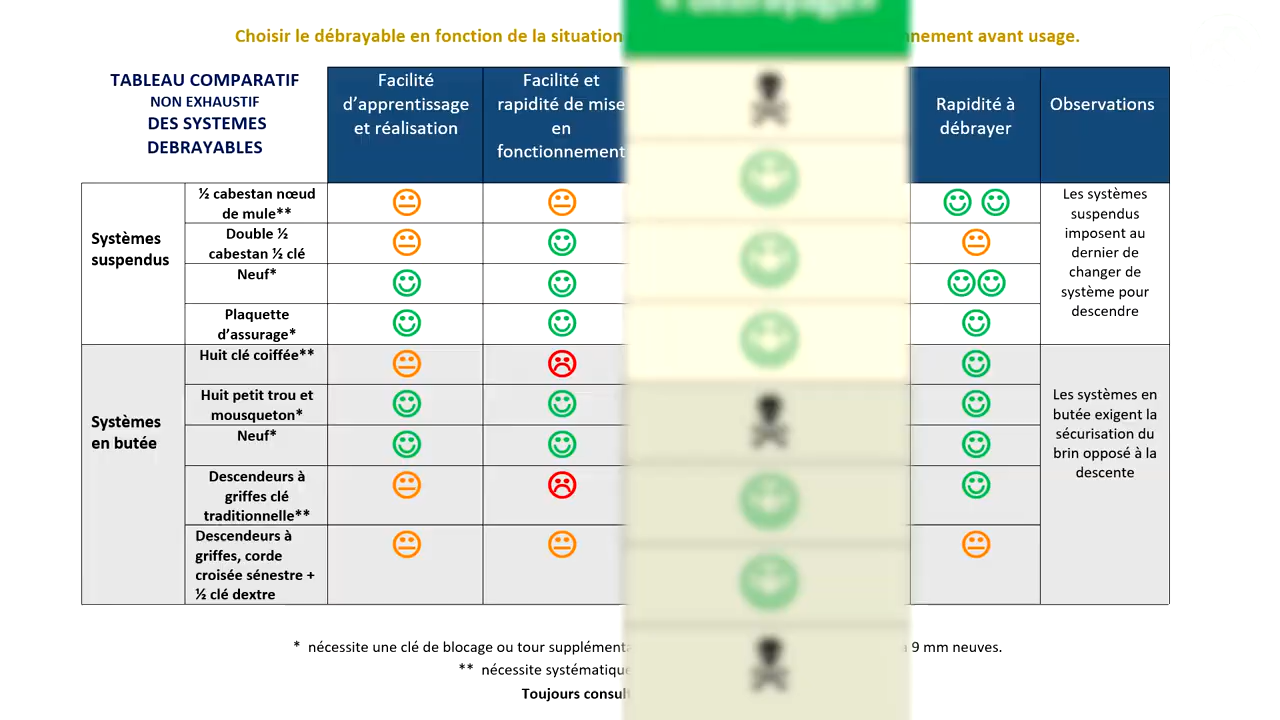 Choisir le débrayable en fonction de la situation
nnement avant usage.
TABLEAU COMPARATIF
NON EXHAUSTIF
DES SYSTEMES
DEBRAYABLES
Facilité
d'apprentissage
et réalisation
Facilité et
rapidité de mise
en
fonctionnement
Rapidité à
débrayer
Observations
Systèmes
suspendus
½ cabestan nœud
de mule**
Double ½
cabestan ½ clé
Neuf*
Plaquette
d'assurage*
Les systèmes
suspendus
imposent au
dernier de
changer de
système pour
descendre
Systèmes
en butée
Huit clé coiffée**
Huit petit trou et
mousqueton*
Neuf*
Descendeurs à
griffes clé
traditionnelle**
Descendeurs à
griffes, corde
croisée sénestre +
½ clé dextre
Les systèmes en
butée exigent la
sécurisation du
brin opposé à la
descente
* nécessite une clé de blocage ou tour supplémenta
à 9 mm neuves.
** nécessite systématique
Toujours consul